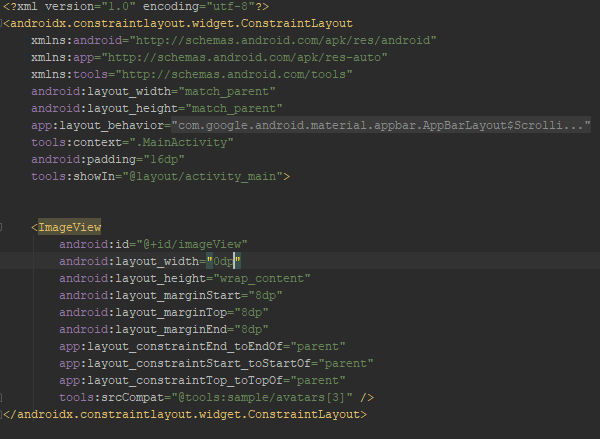 <?xml version="1.0" encoding="utf-8"?>
<androidx.constraintlayout.widget.ConstraintLayout
xmlns:android="http://schemas.android.com/apk/res/android"
xmlns:app="http://schemas.android.com/apk/res-auto"
xmlns:tools="http://schemas.android.com/tools"
android:layout_width="match_parent"
android:layout_height="match_parent"
app:layout_behavior="com.google.android.material.appbar.AppBarLayout$Scrolli..."
tools:context=".MainActivity"
android:padding="16dp"
tools:showIn="@layout/activity_main">
<ImageView
android:id="@+id/imageView"
android:layout_width="0dp"
android:layout_height="wrap_content"
android:layout_marginStart="8dp"
android:layout_marginTop="8dp"
android:layout_marginEnd="8dp"
app:layout_constraintEnd_toEndOf="parent"
app:layout_constraintStart_toStartOf="parent"
app:layout_constraintTop_toTopOf="parent"
tools:srcCompat="@tools:sample/avatars[3]" />
</androidx.constraintlayout.widget.ConstraintLayout>